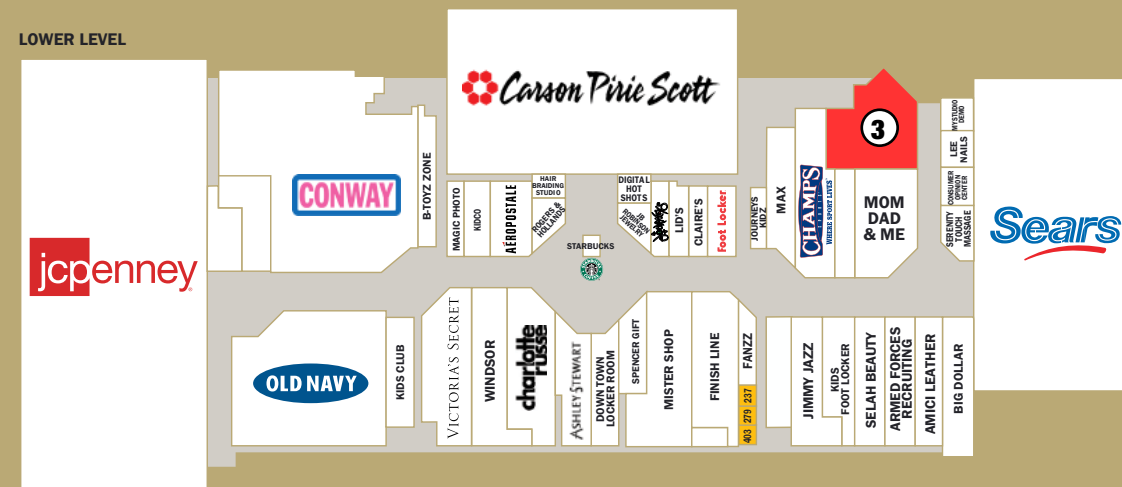 LOWER LEVEL
Carson Pirie Scott
3
MY STUDIO
DEMO
LEE
NAILS
CONSUMER
OPINION
CENTER
SERENITY
TOUCH
MASSAGE
Sears
jcpenney
CONWAY
B-TOYZ ZONE
MAGIC PHOTO
KIDCO
AÉROPOSTALE
HAIR
BRAIDING
STUDIO
ROGERS &
HOLLANDS
STARBUCKS
DIGITAL
HOT
SHOTS
JB
ROBINSON
JEWELRY
LID'S
CLAIRE'S
Foot Locker
JOURNEYS
KIDZ
MAX
CHAMPS
SPORTS
WHERE SPORT LIVES
MOM
DAD
& ME
OLD NAVY
KIDS CLUB
VICTORIA'S SECRET
WINDSOR
charlotte
russe
ASHLEY STEWART
DOWN TOWN
LOCKER ROOM
SPENCER GIFT
MISTER SHOP
FINISH LINE
FANZZ
403 279 237
JIMMY JAZZ
KIDS
FOOT LOCKER
SELAH BEAUTY
ARMED FORCES
RECRUITING
AMICI LEATHER
BIG DOLLAR